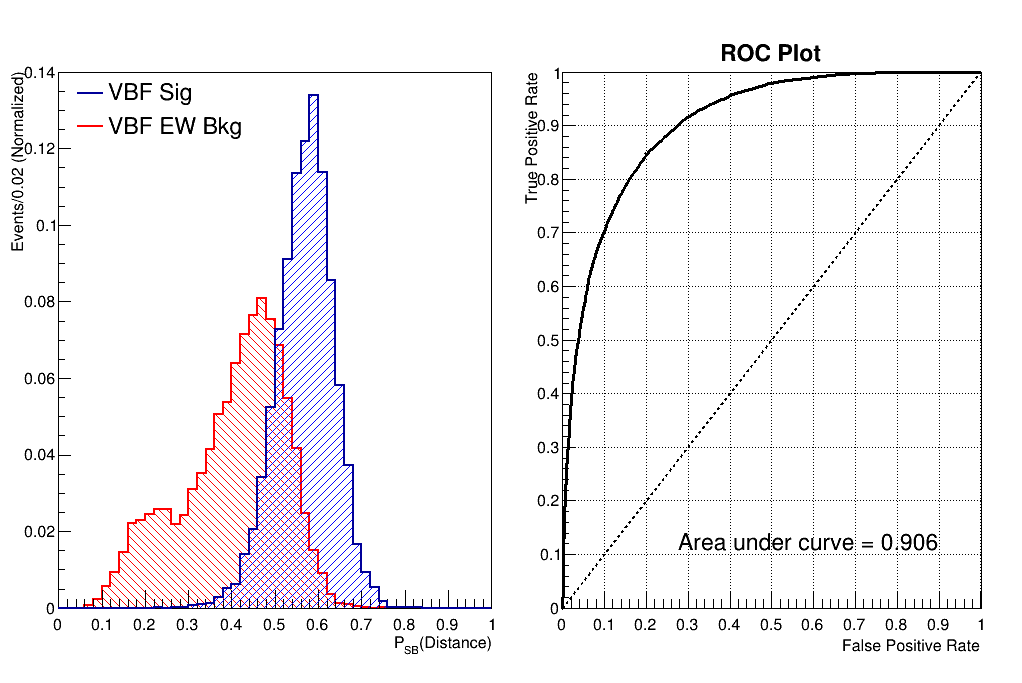 ROC Plot
VBF Sig
VBF EW Bkg
Events/0.02 (Normalized)
0.14
0.12
0.1
0.08
0.06
0.04
0.02
0
0 0.1 0.2 0.3 0.4 0.5 0.6 0.7 0.8 0.9 1
P_SB(Distance)
True Positive Rate
1
0.9
0.8
0.7
0.6
0.5
0.4
0.3
0.2
0.1
0
Area under curve = 0.906
0 0.1 0.2 0.3 0.4 0.5 0.6 0.7 0.8 0.9 1
False Positive Rate